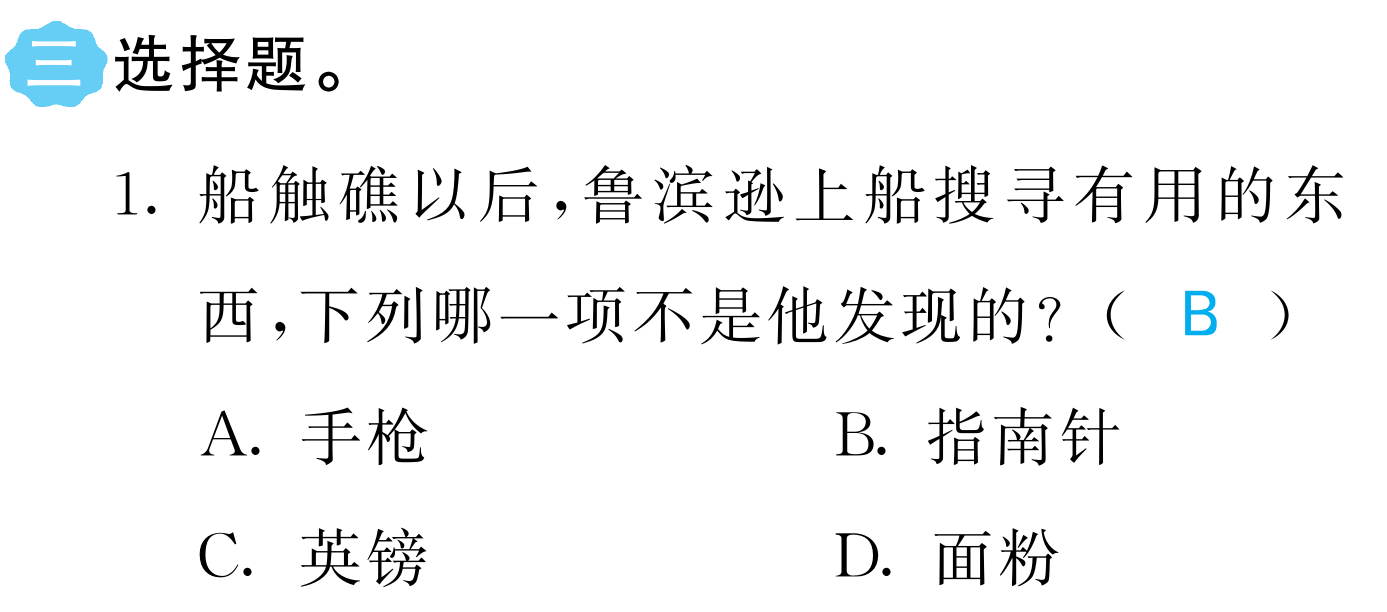 三 选择题。
1. 船触礁以后，鲁滨逊上船搜寻有用的东
西，下列哪一项不是他发现的?（ B ）
A. 手枪 B. 指南针
C. 英镑 D. 面粉